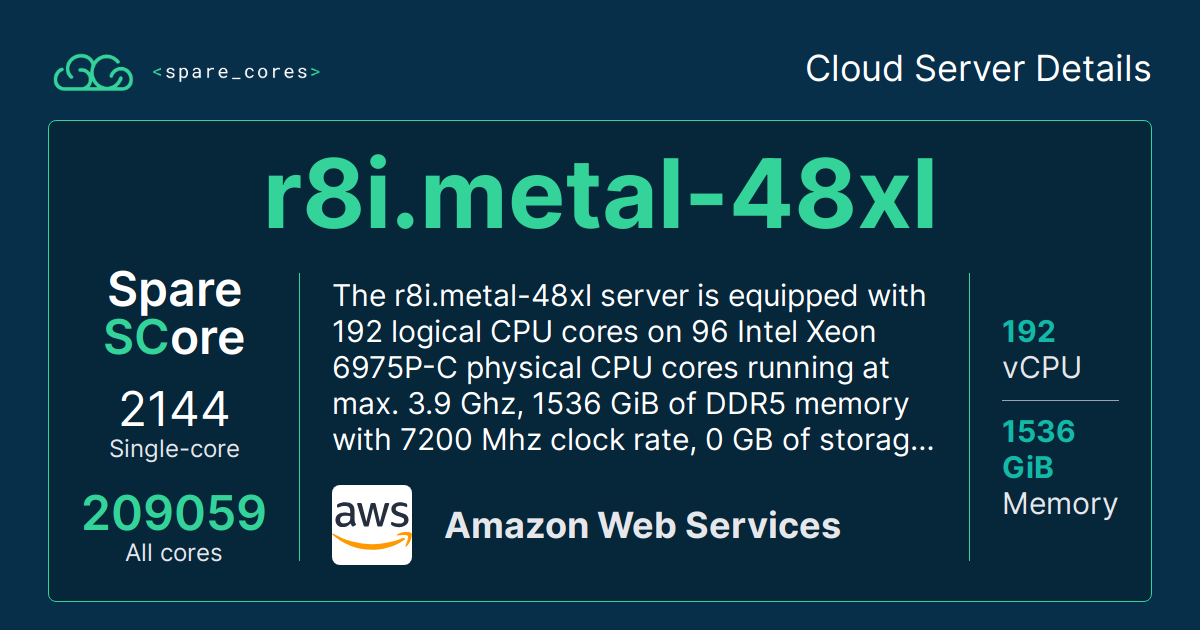 <spare_cores>
Cloud Server Details
r8i.metal-48xl
Spare
SCore
2144
Single-core
209059
All cores
The r8i.metal-48xl server is equipped with
192 logical CPU cores on 96 Intel Xeon
6975P-C physical CPU cores running at
max. 3.9 Ghz, 1536 GiB of DDR5 memory
with 7200 Mhz clock rate, 0 GB of storag...
aws
Amazon Web Services
192
vCPU
1536
GiB
Memory